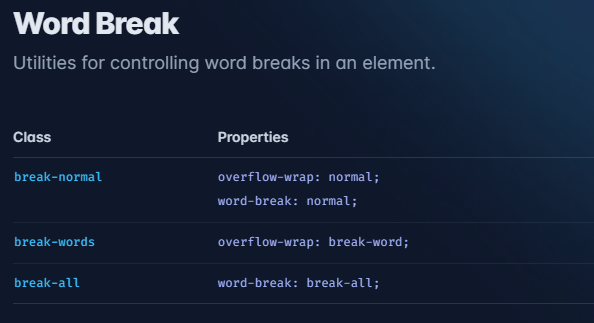 Word Break
Utilities for controlling word breaks in an element.
Class Properties
break-normal overflow-wrap: normal;
word-break: normal;
break-words overflow-wrap: break-word;
break-all word-break: break-all;